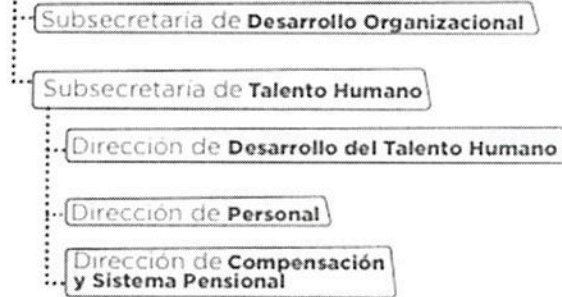 Subsecretaría de Desarrollo Organizacional
Subsecretaría de Talento Humano
Dirección de Desarrollo del Talento Humano
Dirección de Personal
Dirección de Compensación
y Sistema Pensional